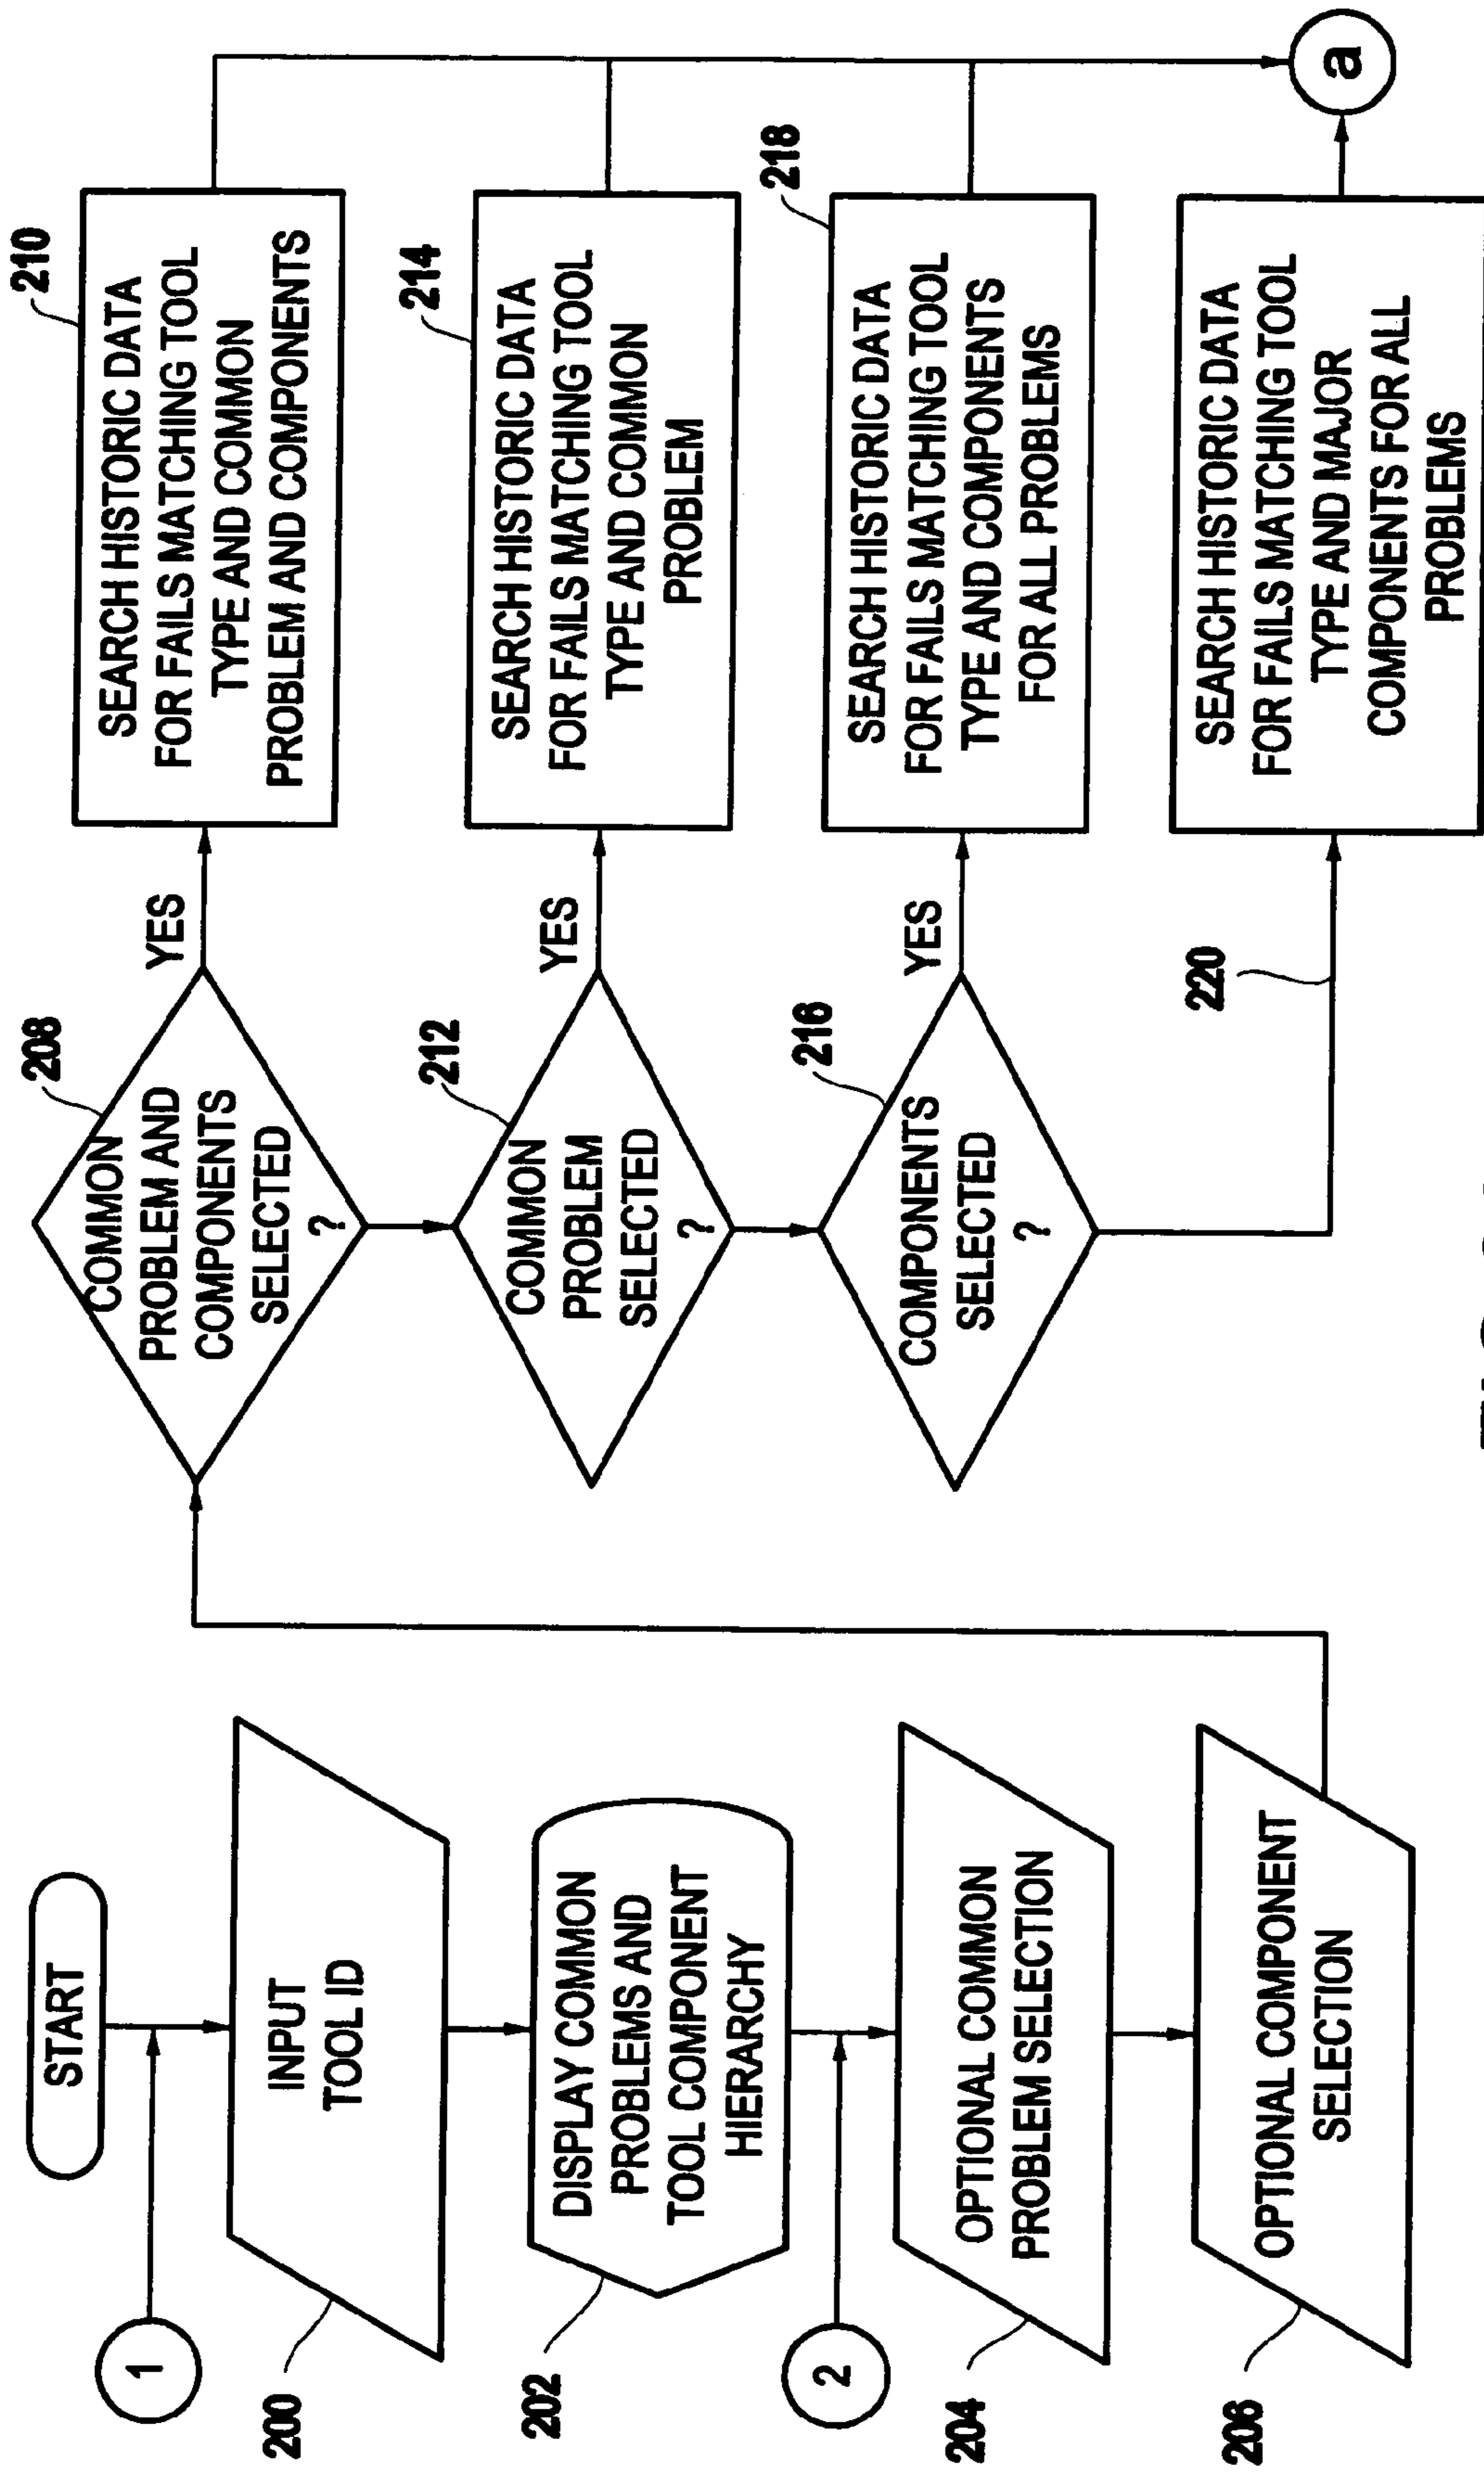 START
1
INPUT
TOOL ID
200
DISPLAY COMMON
PROBLEMS AND
TOOL COMPONENT
HIERARCHY
202
2
OPTIONAL COMMON
PROBLEM SELECTION
204
OPTIONAL COMPONENT
SELECTION
206
COMMON
PROBLEM AND
COMPONENTS
SELECTED
?
208
YES
SEARCH HISTORIC DATA
FOR FAILS MATCHING TOOL
TYPE AND COMMON
PROBLEM AND COMPONENTS
210
COMMON
PROBLEM
SELECTED
?
212
YES
SEARCH HISTORIC DATA
FOR FAILS MATCHING TOOL
TYPE AND COMMON
PROBLEM
214
COMPONENTS
SELECTED
?
216
YES
SEARCH HISTORIC DATA
FOR FAILS MATCHING TOOL
TYPE AND COMPONENTS
FOR ALL PROBLEMS
218
220
SEARCH HISTORIC DATA
FOR FAILS MATCHING TOOL
TYPE AND MAJOR
COMPONENTS FOR ALL
PROBLEMS
a